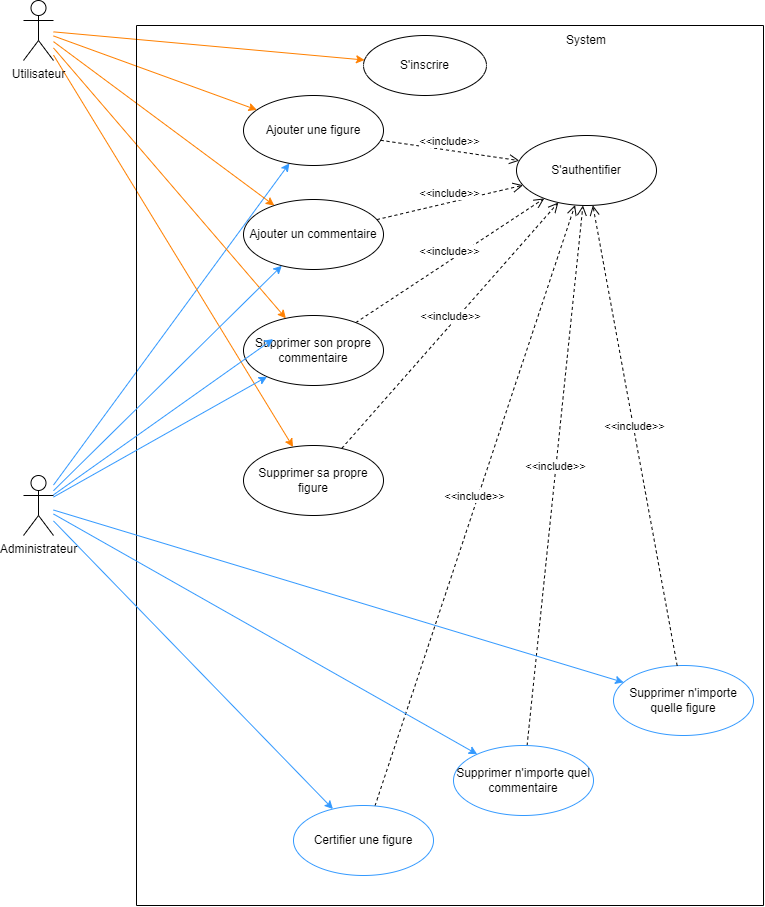 System
S'inscrire
Utilisateur
Ajouter une figure
<<include>>
S'authentifier
<<include>>
Ajouter un commentaire
<<include>>
<<include>>
Supprimer son propre
commentaire
<<include>>
Supprimer sa propre
figure
<<include>>
<<include>>
Administrateur
Supprimer n'importe
quelle figure
Supprimer n'importe quel
commentaire
Certifier une figure